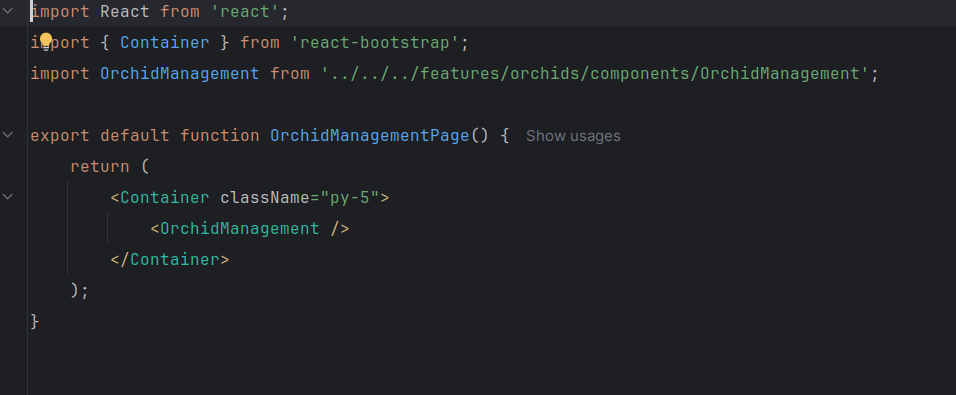 import React from 'react';
import { Container } from 'react-bootstrap';
import OrchidManagement from '../../../features/orchids/components/OrchidManagement';
export default function OrchidManagementPage() { Show usages
return (
<Container className="py-5">
<OrchidManagement />
</Container>
);
}